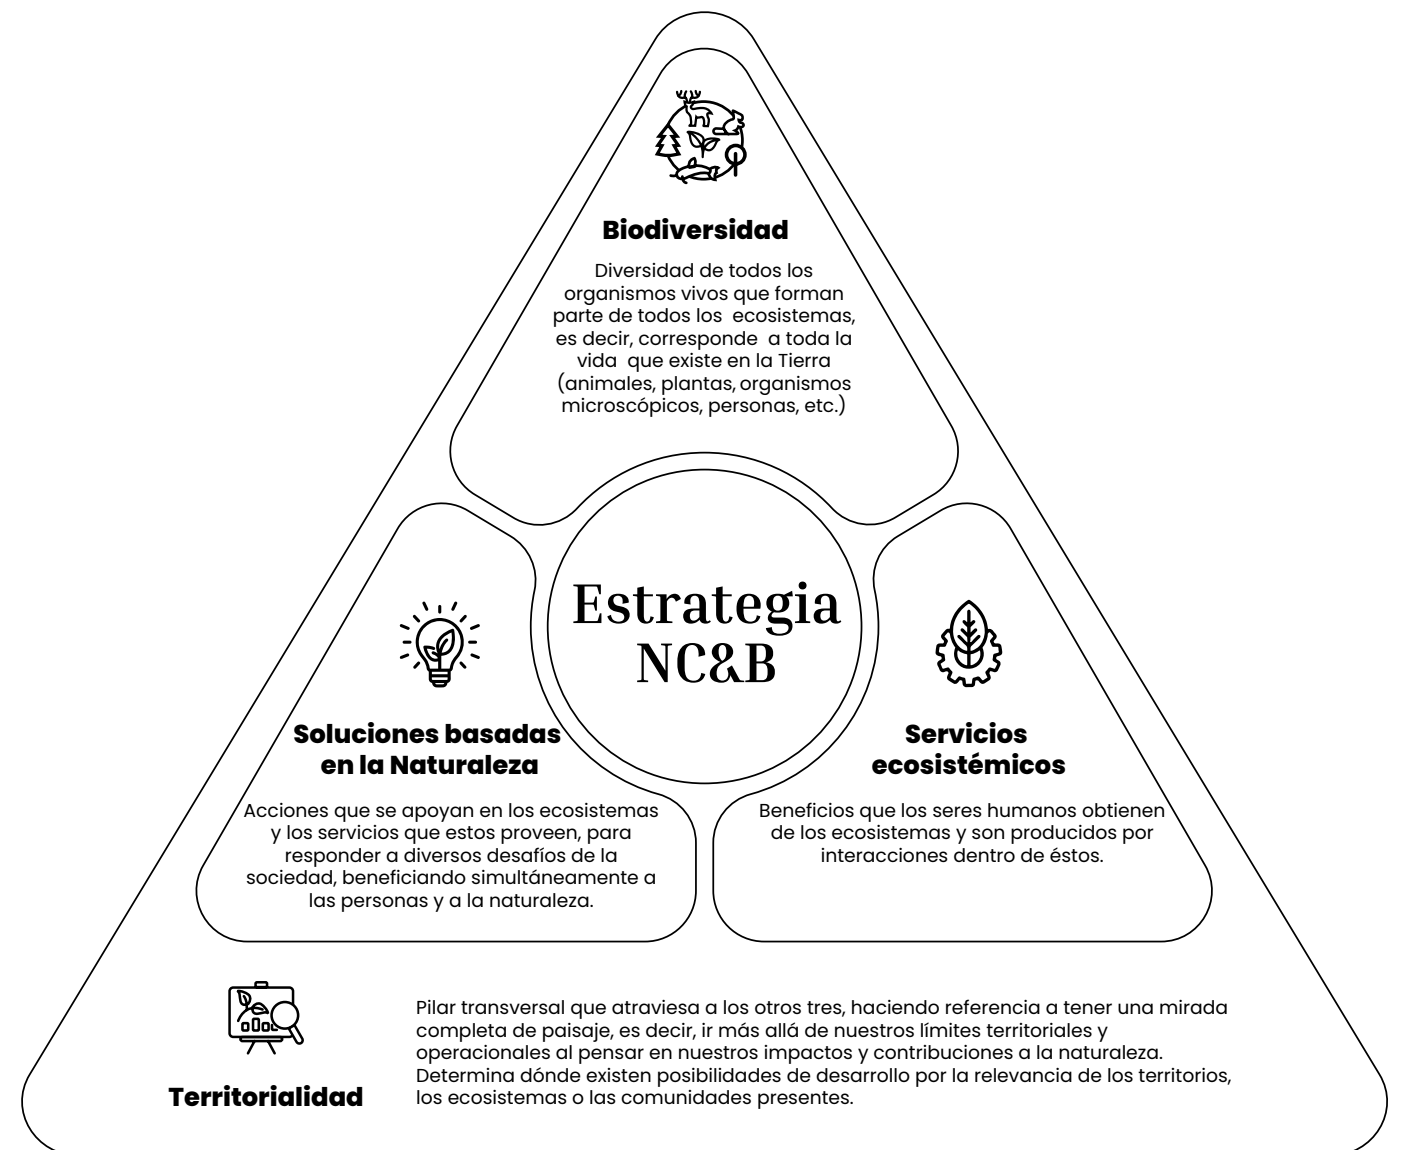 Biodiversidad
Diversidad de todos los
organismos vivos que forman
parte de todos los ecosistemas,
es decir, corresponde a toda la
vida que existe en la Tierra
(animales, plantas, organismos
microscópicos, personas, etc.)
Estrategia
NC&B
Soluciones basadas
en la Naturaleza
Acciones que se apoyan en los ecosistemas
y los servicios que estos proveen, para
responder a diversos desafíos de la
sociedad, beneficiando simultáneamente a
las personas y a la naturaleza.
Servicios
ecosistémicos
Beneficios que los seres humanos obtienen
de los ecosistemas y son producidos por
interacciones dentro de éstos.
Territorialidad
Pilar transversal que atraviesa a los otros tres, haciendo referencia a tener una mirada
completa de paisaje, es decir, ir más allá de nuestros límites territoriales y
operacionales al pensar en nuestros impactos y contribuciones a la naturaleza.
Determina dónde existen posibilidades de desarrollo por la relevancia de los territorios,
los ecosistemas o las comunidades presentes.